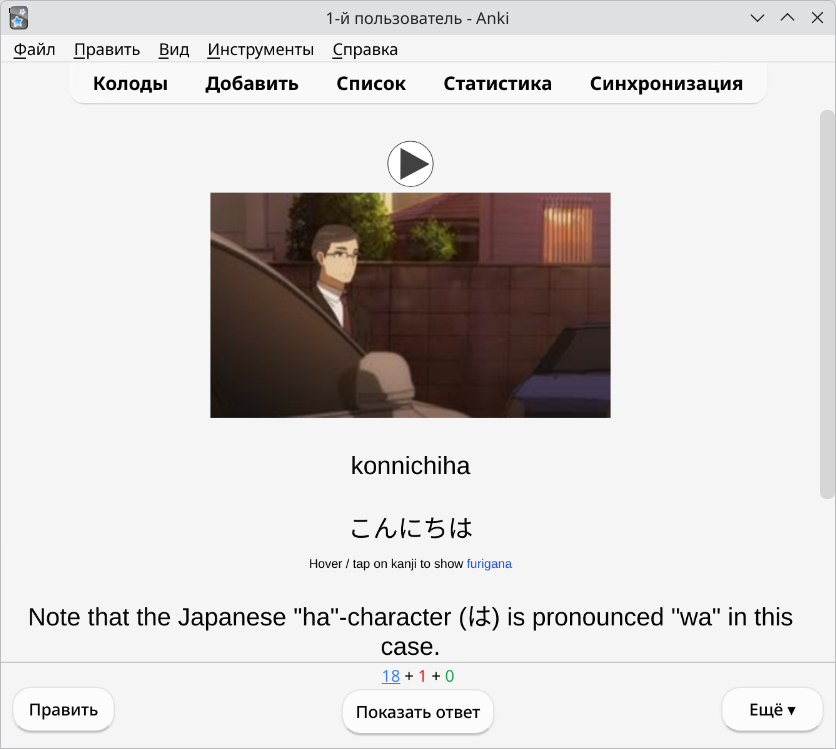 1-й пользователь - Anki
Файл Править Вид Инструменты Справка
Колоды Добавить Список Статистика Синхронизация
konnichiha
こんにちは
Hover / tap on kanji to show furigana
Note that the Japanese "ha"-character (は) is pronounced "wa" in this
case.
18 + 1 + 0
Править Показать ответ Ещё ▾